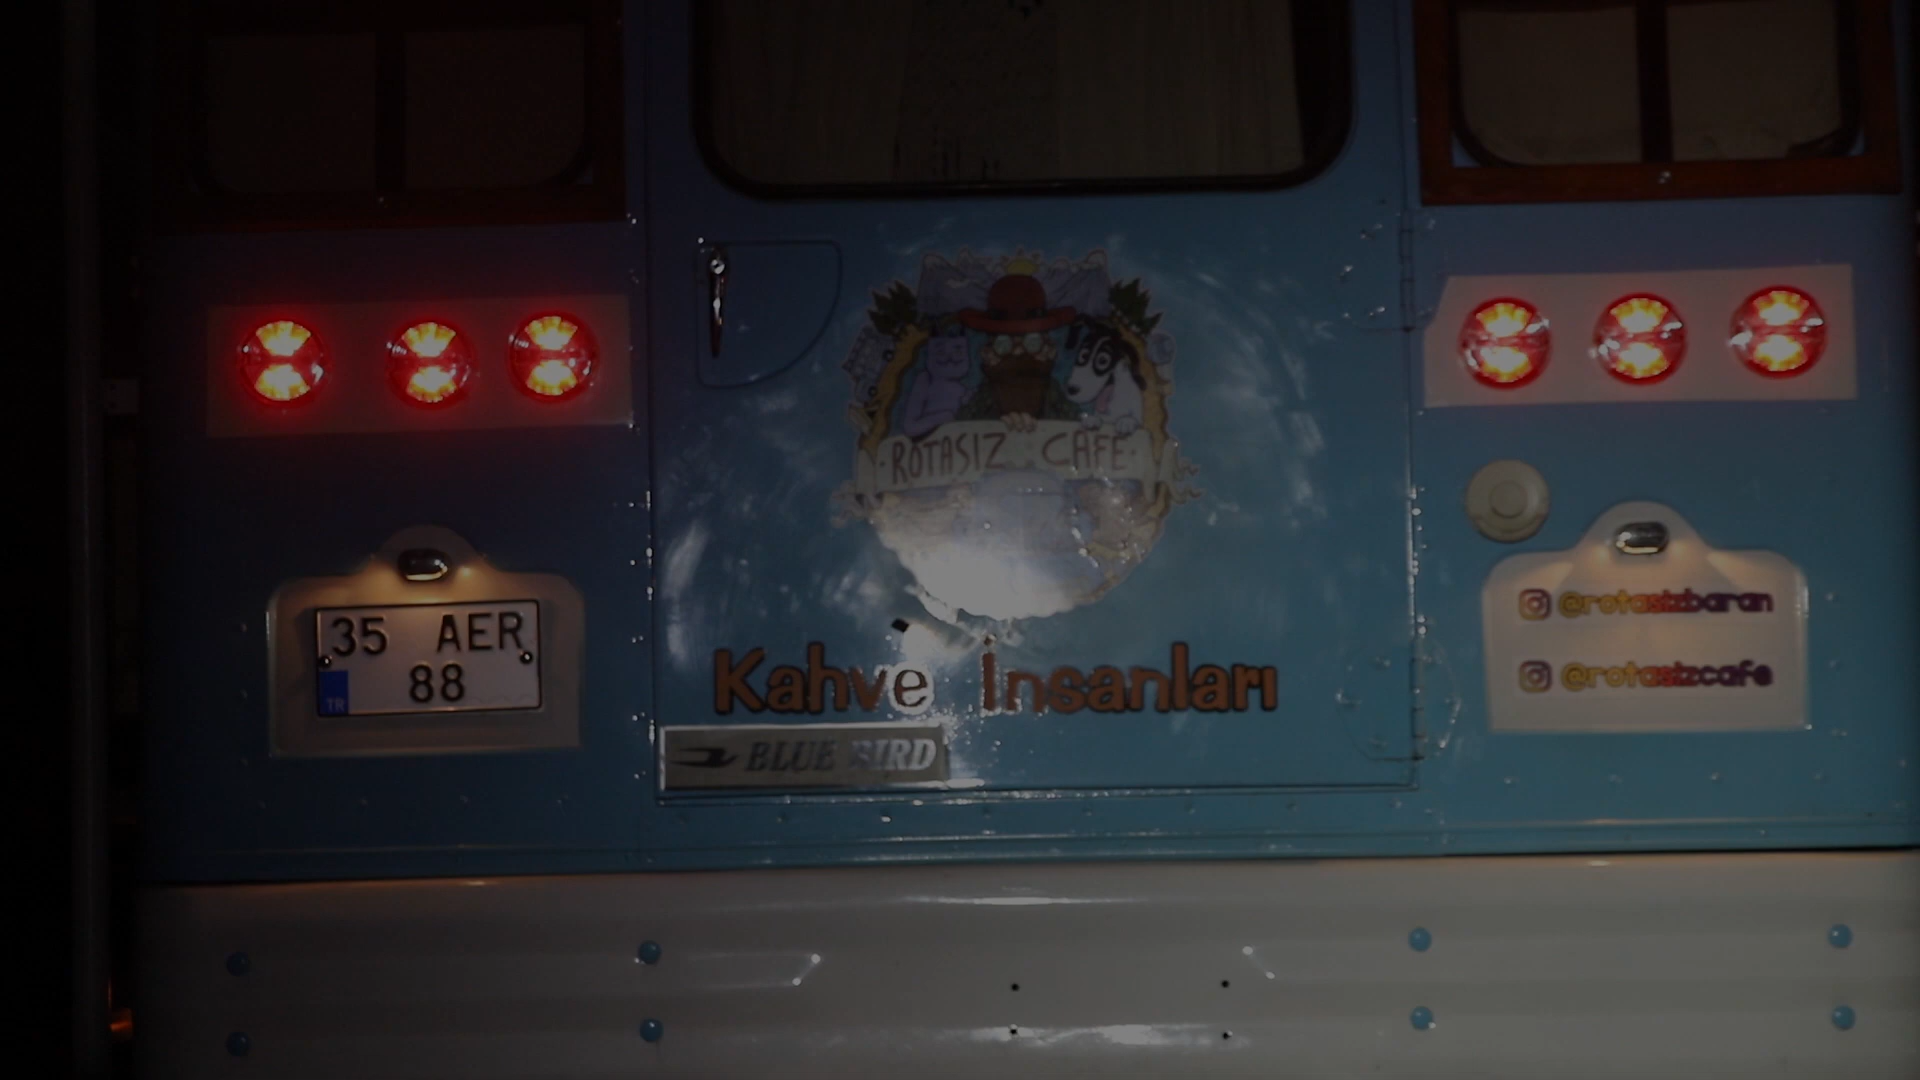 ROTASIZ CAFE
35 AER
88
TR
Kahve İnsanları
BLUE BIRD
@rotasizbaran
@rotasizcafe